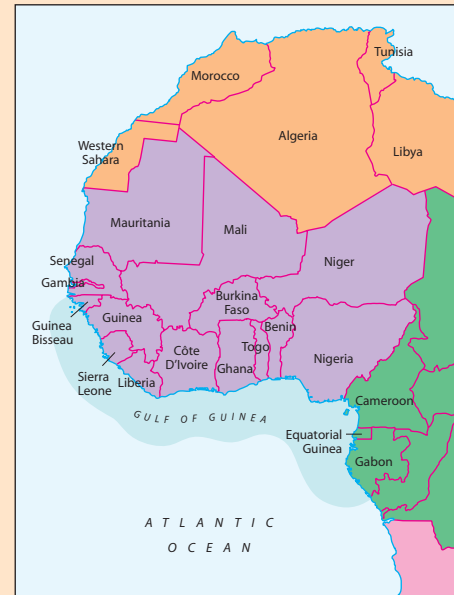 Tunisia
Morocco
Algeria
Libya
Western
Sahara
Mauritania
Mali
Niger
Senegal
Gambia
Guinea
Bissau
Guinea
Burkina
Faso
Benin
Togo
Ghana
Côte
D'Ivoire
Nigeria
Sierra
Leone
Liberia
GULF OF GUINEA
Cameroon
Equatorial
Guinea
Gabon
ATLANTIC
OCEAN